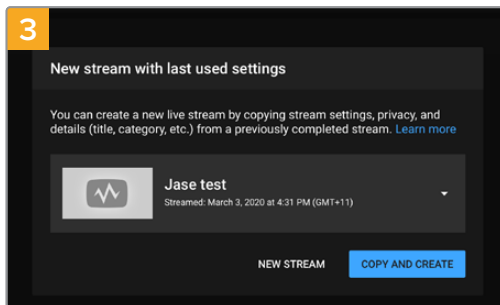 3
New stream with last used settings
You can create a new live stream by copying stream settings, privacy, and
details (title, category, etc.) from a previously completed stream. Learn more
Jase test
Streamed: March 3, 2020 at 4:31 PM (GMT+11)
NEW STREAM COPY AND CREATE